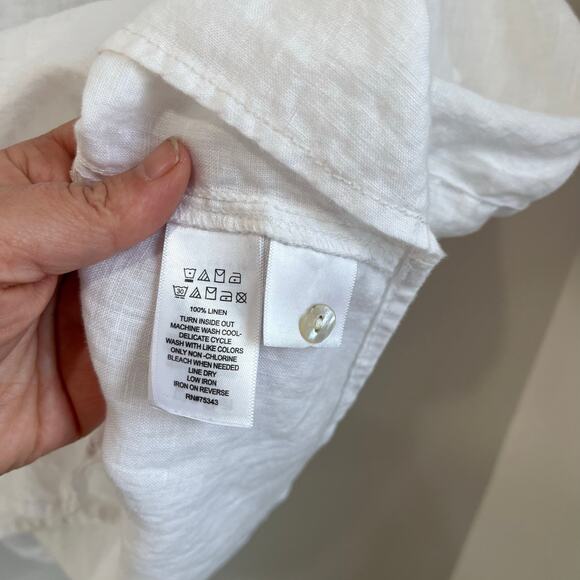 30
100% LINEN
TURN INSIDE OUT
MACHINE WASH COOL-
DELICATE CYCLE
WASH WITH LIKE COLORS
ONLY NON-CHLORINE
BLEACH WHEN NEEDED
LINE DRY
LOW IRON
IRON ON REVERSE
RN#75343